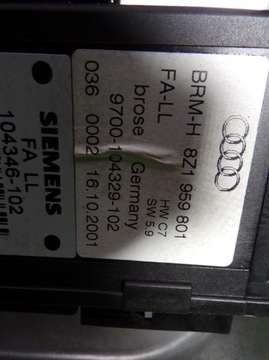 BRM-H 8Z1 959 801
FA-LL
HW C7
SW 5.9
brose Germany
9700-104329-102
036 0002 16.10.2001
SIEMENS
FA LL
104346-102